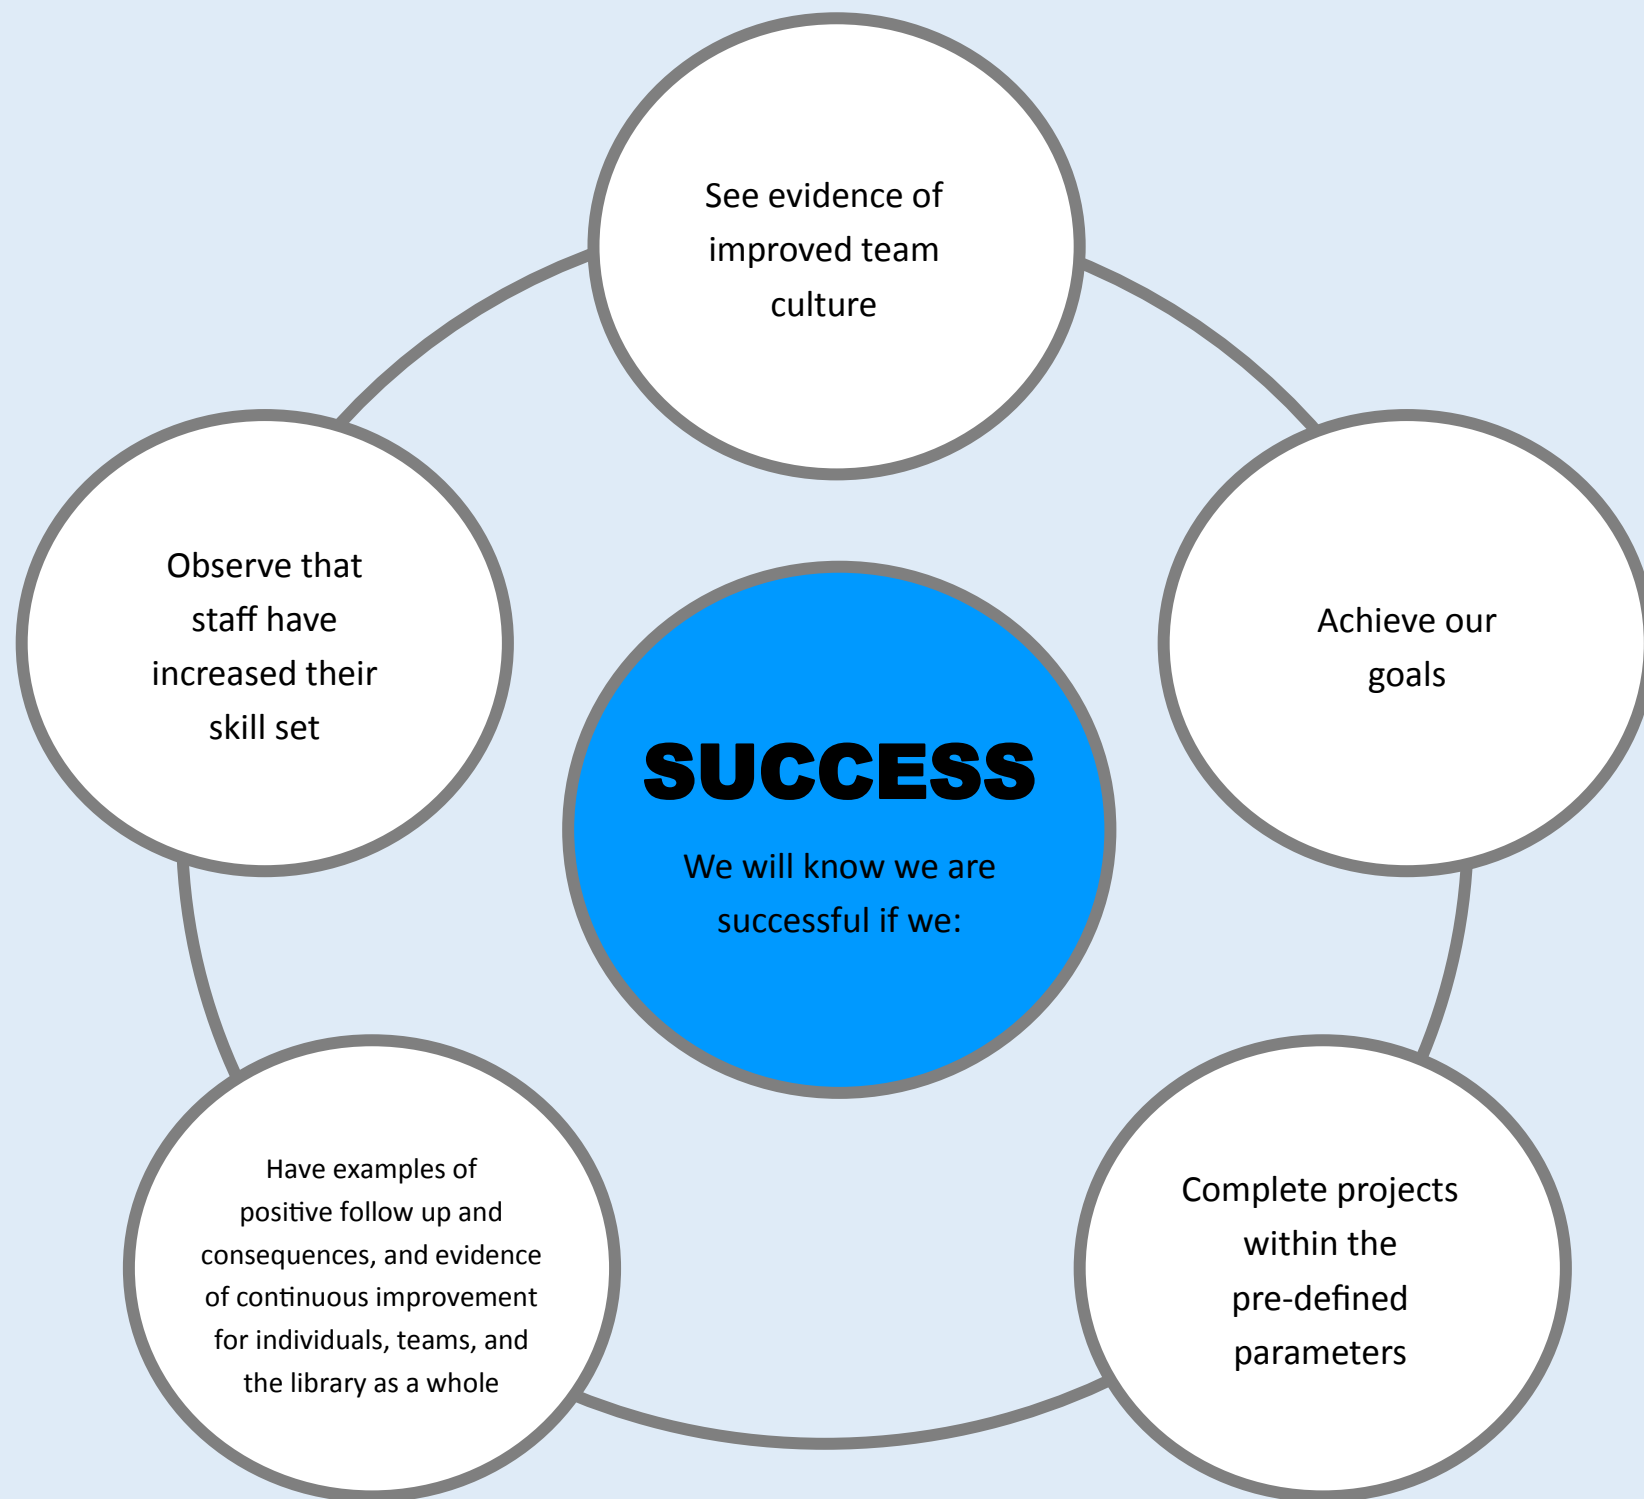 See evidence of
improved team
culture
Achieve our
goals
Complete projects
within the
pre-defined
parameters
Have examples of
positive follow up and
consequences, and evidence
of continuous improvement
for individuals, teams, and
the library as a whole
Observe that
staff have
increased their
skill set
SUCCESS
We will know we are
successful if we: